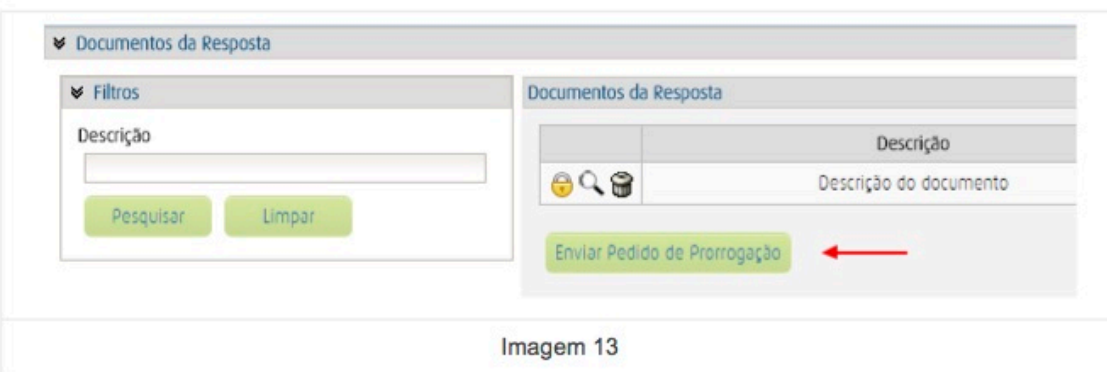 Documentos da Resposta
Filtros
Descrição
Pesquisar Limpar
Documentos da Resposta
Descrição
Descrição do documento
Enviar Pedido de Prorrogação
Imagem 13